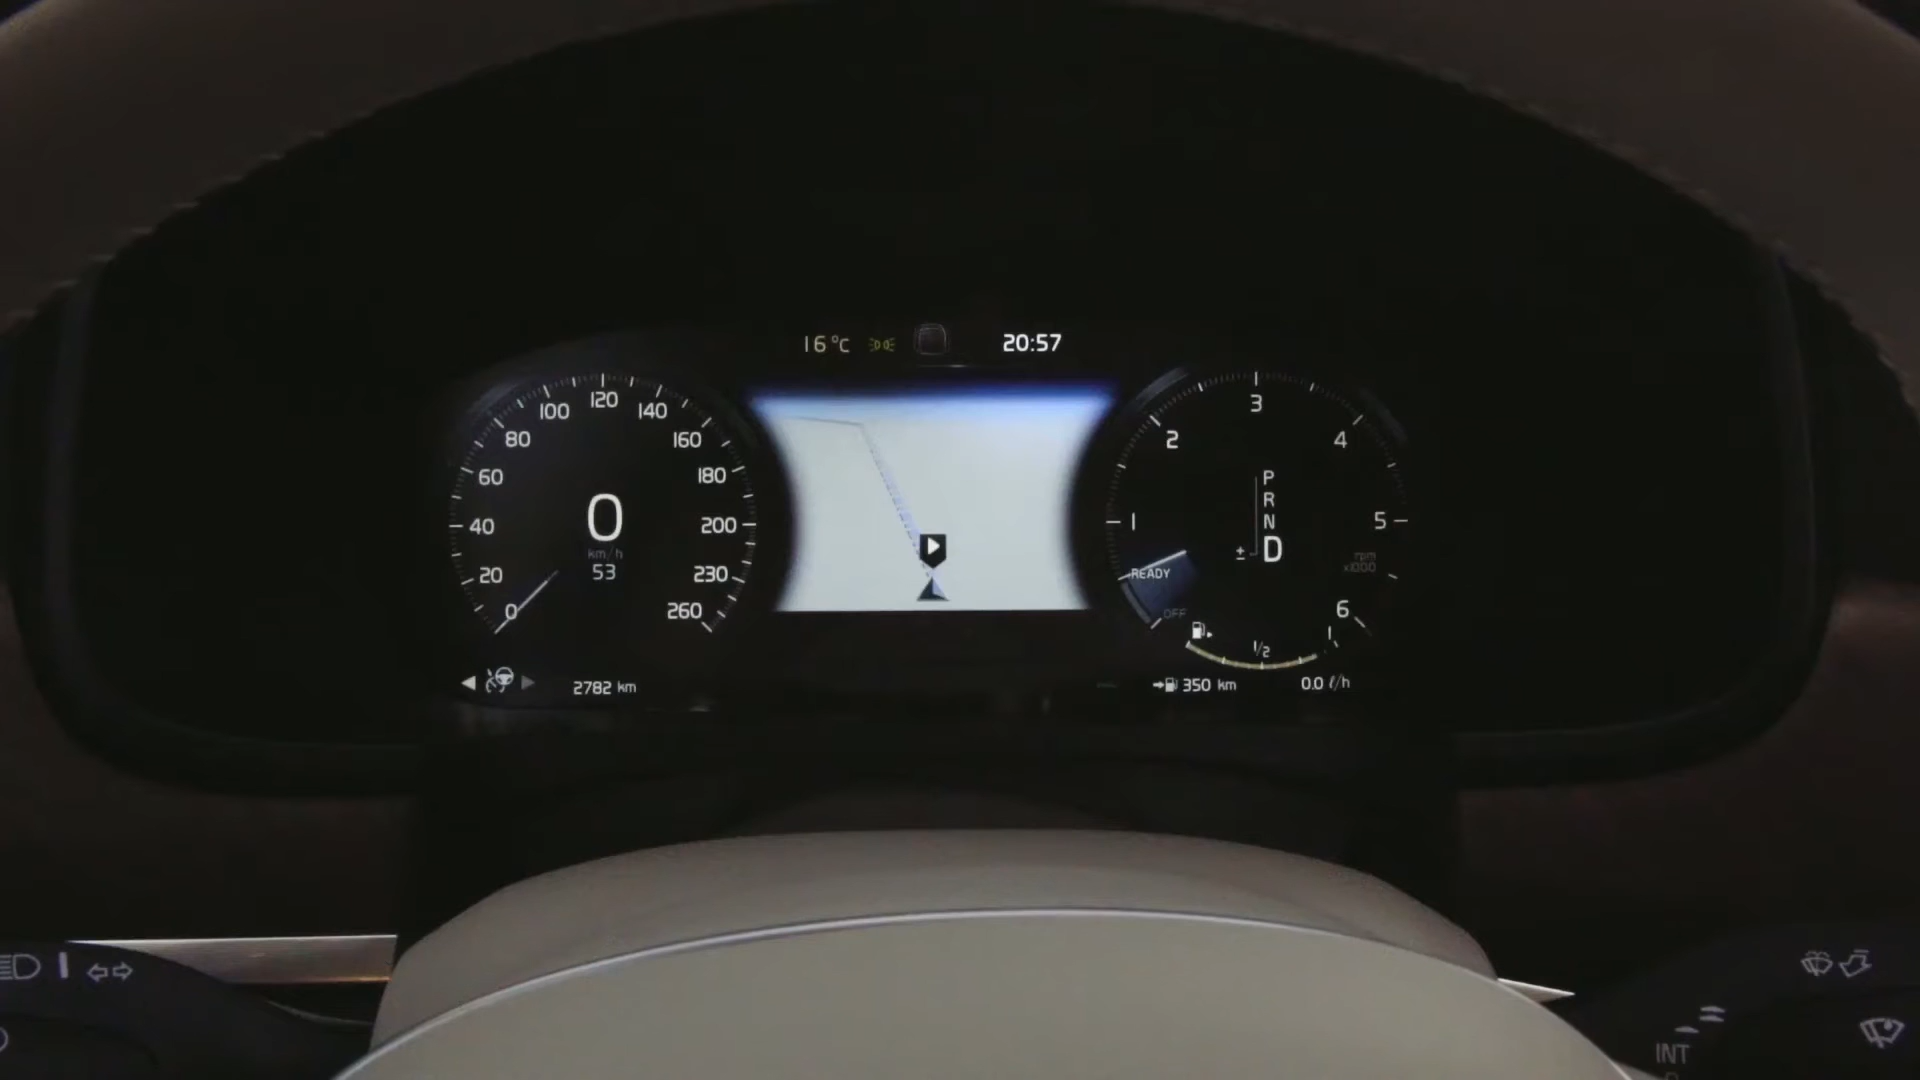 16°C 20:57
0
20
40
60
80
100
120
140
160
180
200
230
260
0
km/h
53
2782 km
1
2
3
4
5
6
rpm
x1000
P
R
N
± D
READY
OFF
1/2
1
350 km
0.0 ℓ/h
INT